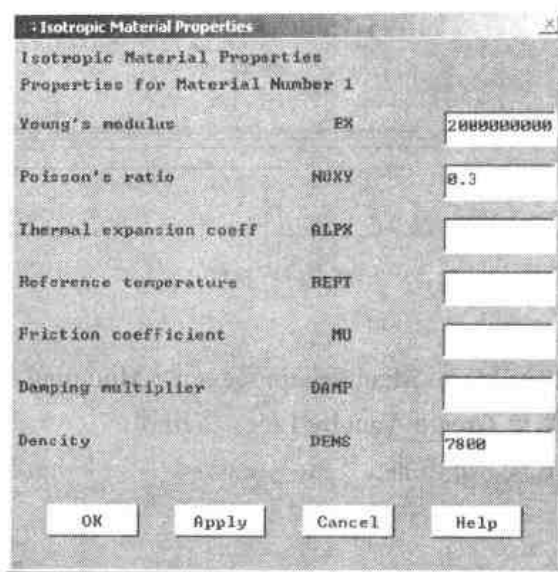 Isotropic Material Properties
Isotropic Material Properties
Properties for Material Number 1
Young's modulus EX 2000000000
Poisson's ratio NUXY 0.3
Thermal expansion coeff ALPX
Reference temperature REFT
Friction coefficient MU
Damping multiplier DAMP
Dencity DENS 7800
OK Apply Cancel Help